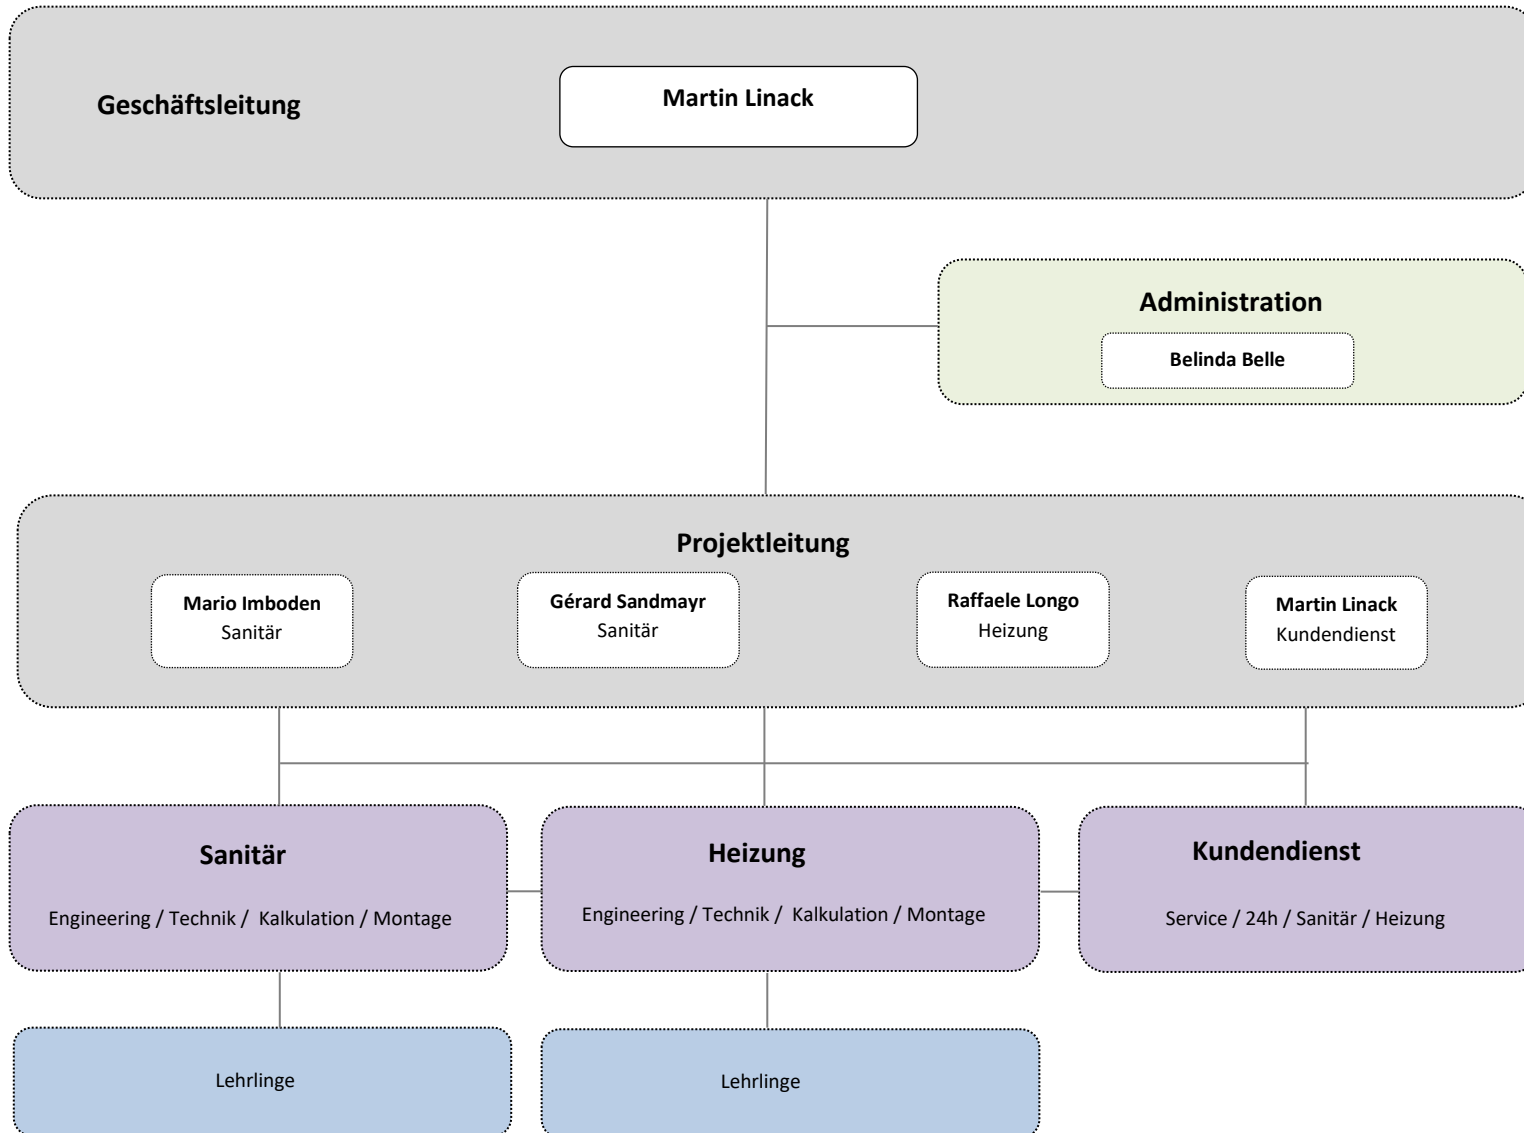 Geschäftsleitung
Martin Linack
Administration
Belinda Belle
Projektleitung
Mario Imboden
Sanitär
Gérard Sandmayr
Sanitär
Raffaele Longo
Heizung
Martin Linack
Kundendienst
Sanitär
Engineering / Technik / Kalkulation / Montage
Heizung
Engineering / Technik / Kalkulation / Montage
Kundendienst
Service / 24h / Sanitär / Heizung
Lehrlinge
Lehrlinge